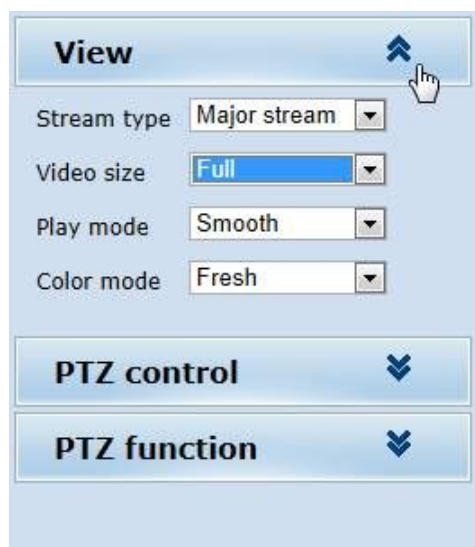 View
Stream type Major stream
Video size Full
Play mode Smooth
Color mode Fresh
PTZ control
PTZ function